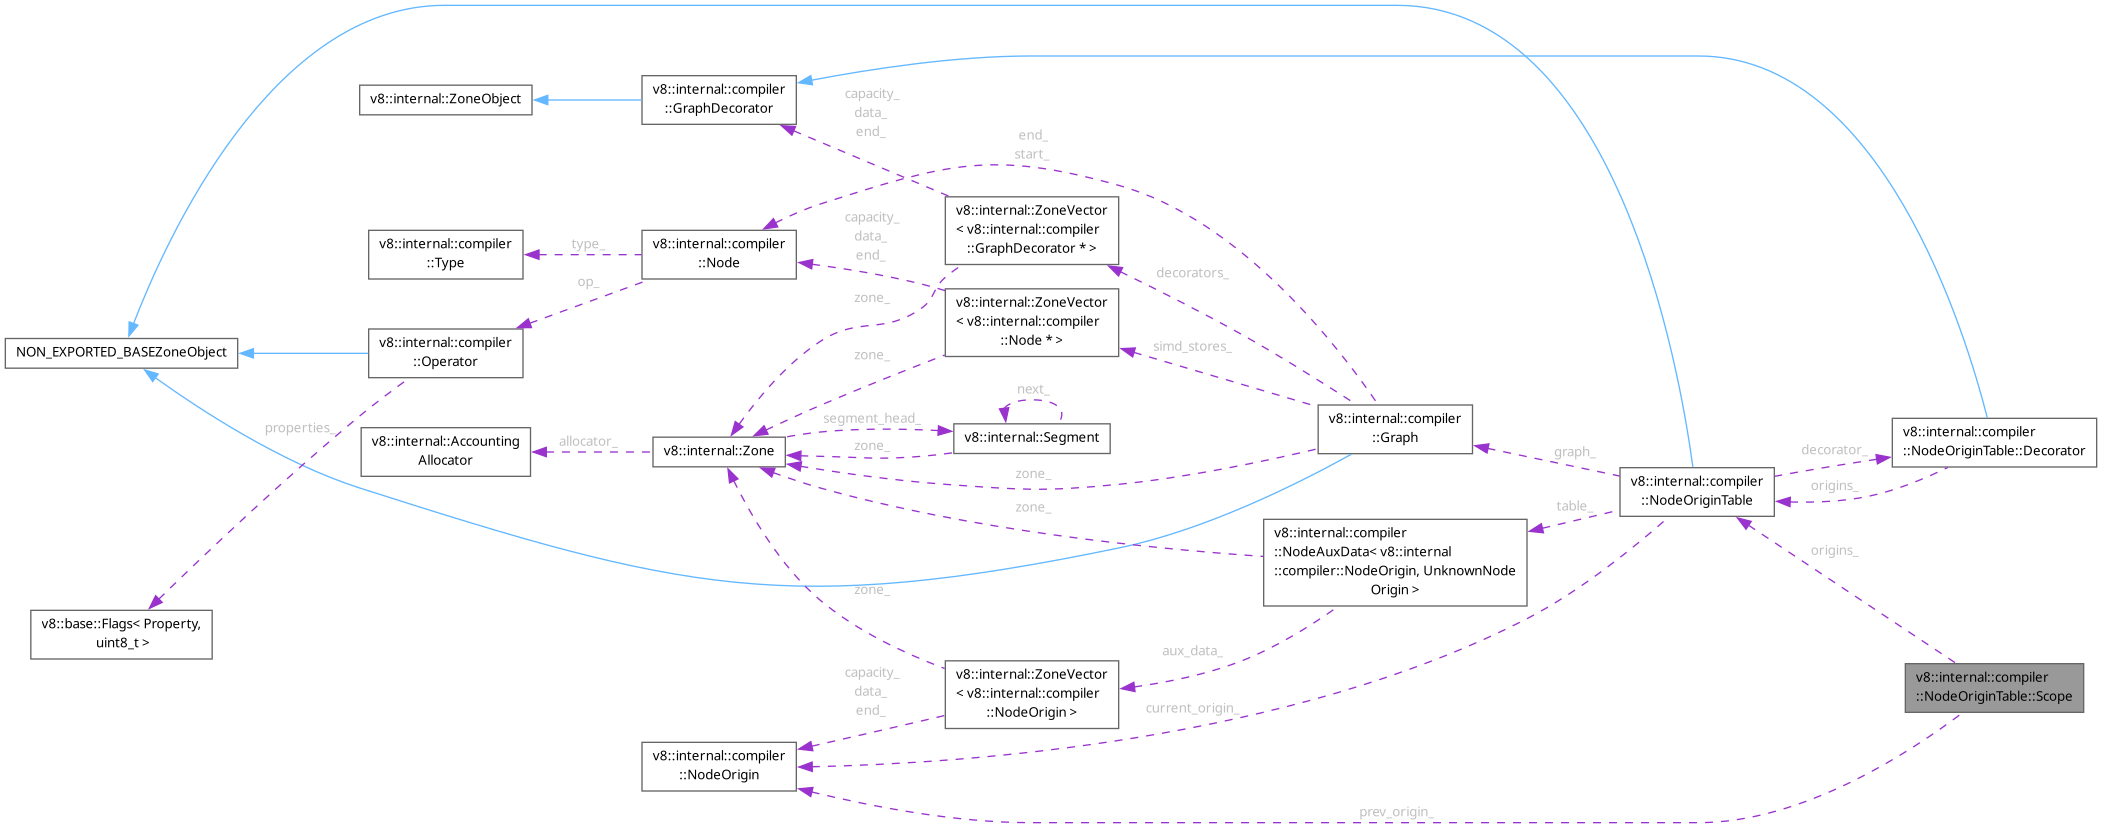 v8::internal::ZoneObject
v8::internal::compiler
::GraphDecorator
capacity_
data_
end_
end_
start_
v8::internal::ZoneVector
< v8::internal::compiler
::GraphDecorator * >
v8::internal::compiler
::Type
type_
v8::internal::compiler
::Node
capacity_
data_
end_
op_
decorators_
zone_
v8::internal::ZoneVector
< v8::internal::compiler
::Node * >
simd_stores_
NON_EXPORTED_BASEZoneObject
v8::internal::compiler
::Operator
zone_
next_
properties_
v8::internal::Accounting
Allocator
allocator_
v8::internal::Zone
segment_head_
zone_
v8::internal::Segment
v8::internal::compiler
::Graph
zone_
zone_
graph_
table_
v8::internal::compiler
::NodeOriginTable
decorator_
origins_
v8::internal::compiler
::NodeOriginTable::Decorator
v8::internal::compiler
::NodeAuxData< v8::internal
::compiler::NodeOrigin, UnknownNode
Origin >
origins_
zone_
v8::base::Flags< Property,
uint8_t >
aux_data_
capacity_
data_
end_
v8::internal::ZoneVector
< v8::internal::compiler
::NodeOrigin >
current_origin_
v8::internal::compiler
::NodeOriginTable::Scope
v8::internal::compiler
::NodeOrigin
prev_origin_